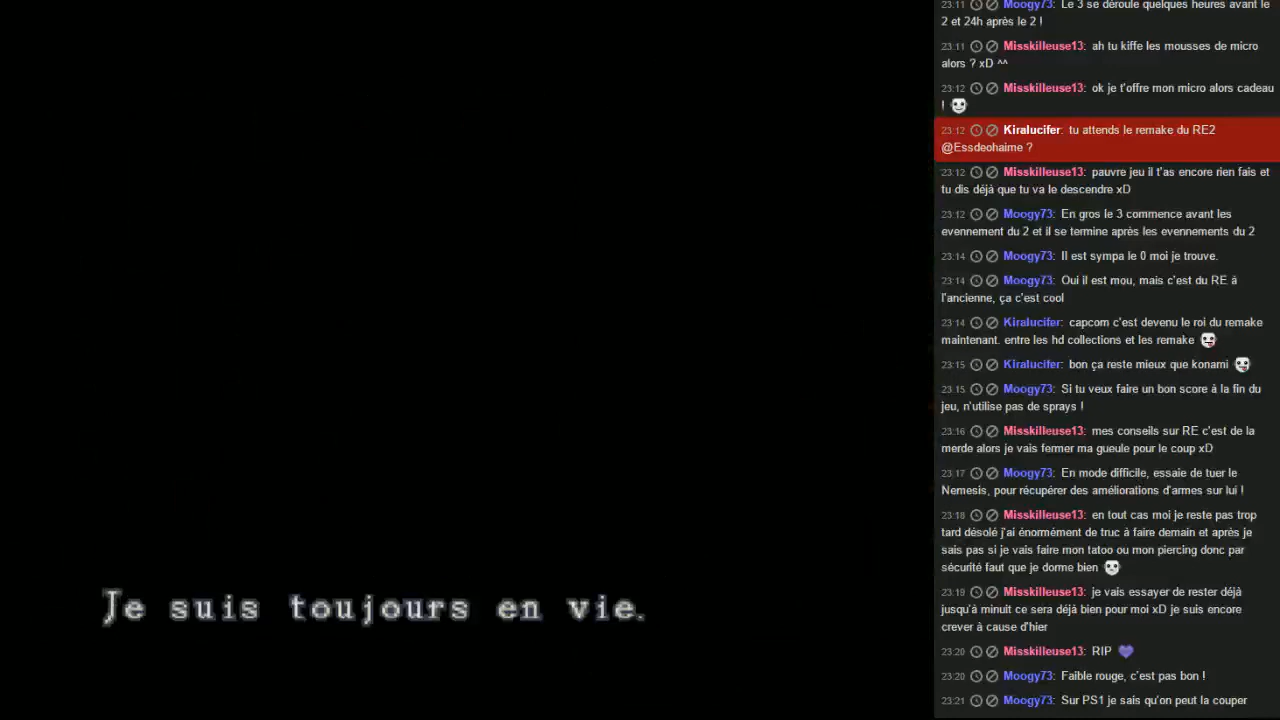 Je suis toujours en vie.
23:11 Moogy73: Le 3 se déroule quelques heures avant le
2 et 24h après le 2 !
23:11 Misskilleuse13: ah tu kiffe les mousses de micro
alors ? xD ^^
23:12 Misskilleuse13: ok je t'offre mon micro alors cadeau
!
23:12 Kiralucifer: tu attends le remake du RE2
@Essdeohaime ?
23:12 Misskilleuse13: pauvre jeu il t'as encore rien fais et
tu dis déjà que tu va le descendre xD
23:12 Moogy73: En gros le 3 commence avant les
evennement du 2 et il se termine après les evennements du 2
23:14 Moogy73: Il est sympa le 0 moi je trouve.
23:14 Moogy73: Oui il est mou, mais c'est du RE à
l'ancienne, ça c'est cool
23:14 Kiralucifer: capcom c'est devenu le roi du remake
maintenant. entre les hd collections et les remake
23:15 Kiralucifer: bon ça reste mieux que konami
23:15 Moogy73: Si tu veux faire un bon score à la fin du
jeu, n'utilise pas de sprays !
23:16 Misskilleuse13: mes conseils sur RE c'est de la
merde alors je vais fermer ma gueule pour le coup xD
23:17 Moogy73: En mode difficile, essaie de tuer le
Nemesis, pour récupérer des améliorations d'armes sur lui !
23:18 Misskilleuse13: en tout cas moi je reste pas trop
tard désolé j'ai énormément de truc à faire demain et après je
sais pas si je vais faire mon tatoo ou mon piercing donc par
sécurité faut que je dorme bien
23:19 Misskilleuse13: je vais essayer de rester déjà
jusqu'à minuit ce sera déjà bien pour moi xD je suis encore
crever à cause d'hier
23:20 Misskilleuse13: RIP
23:20 Moogy73: Faible rouge, c'est pas bon !
23:21 Moogy73: Sur PS1 je sais qu'on peut la couper